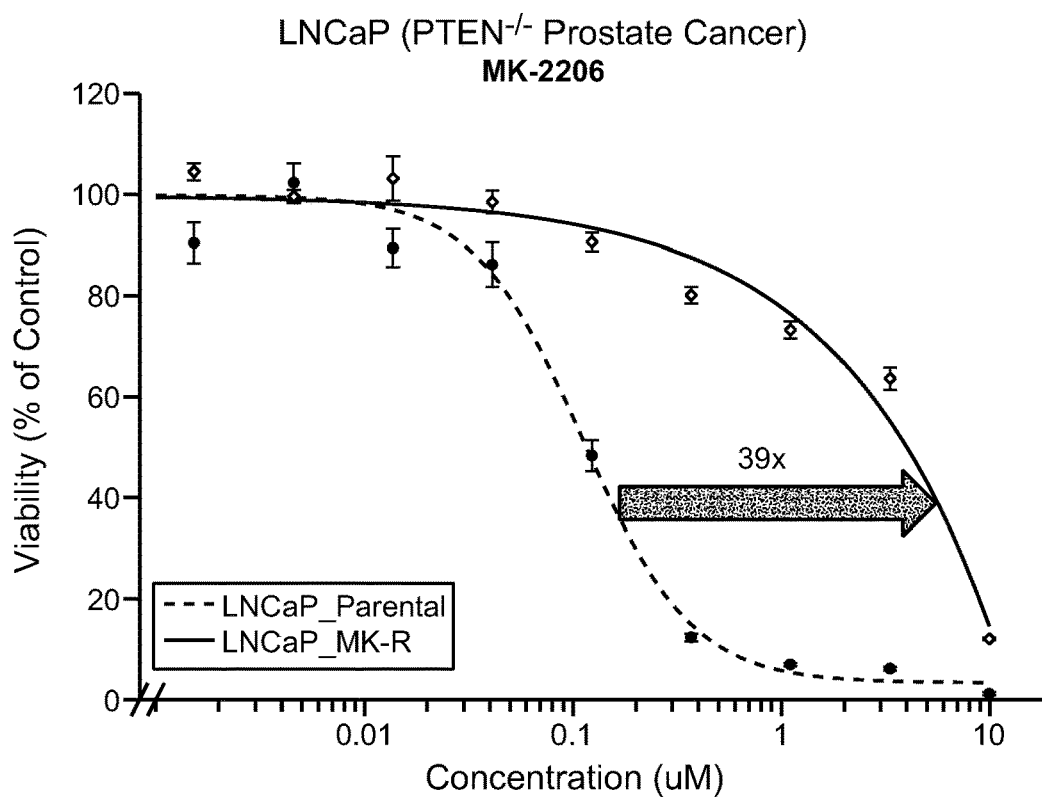 LNCaP (PTEN-/- Prostate Cancer)
MK-2206
120
100
80
60
40
20
0
Viability (% of Control)
39x
LNCaP_Parental
LNCaP_MK-R
0.01
0.1
1
10
Concentration (uM)